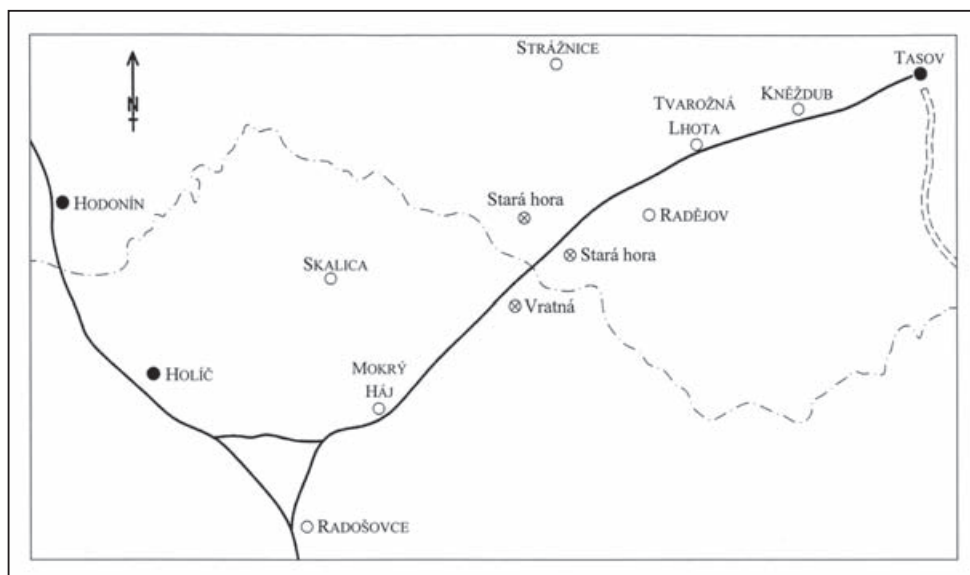 STRÁŽNICE
TASOV
KNĚŽDUB
TVAROŽNÁ
LHOTA
N
HODONÍN
Stará hora
RADĚJOV
SKALICA
Stará hora
Vratná
HOLÍČ
MOKRÝ
HÁJ
RADOŠOVCE